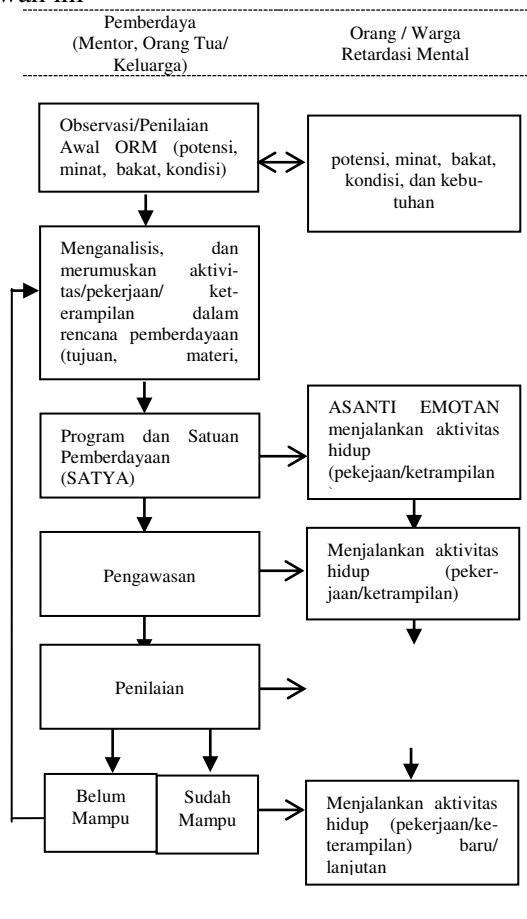 Pemberdaya
(Mentor, Orang Tua/
Keluarga)
Orang / Warga
Retardasi Mental
Observasi/Penilaian
Awal ORM (potensi,
minat, bakat, kondisi)
potensi, minat, bakat,
kondisi, dan kebu-
tuhan
Menganalisis, dan
merumuskan aktivi-
tas/pekerjaan/ ket-
erampilan dalam
rencana pemberdayaan
(tujuan, materi,
Program dan Satuan
Pemberdayaan
(SATYA)
ASANTI EMOTAN
menjalankan aktivitas
hidup
(pekejaan/ketrampilan
Pengawasan
Menjalankan aktivitas
hidup (peker-
jaan/ketrampilan)
Penilaian
Belum
Mampu
Sudah
Mampu
Menjalankan aktivitas
hidup (pekerjaan/ke-
terampilan) baru/
lanjutan